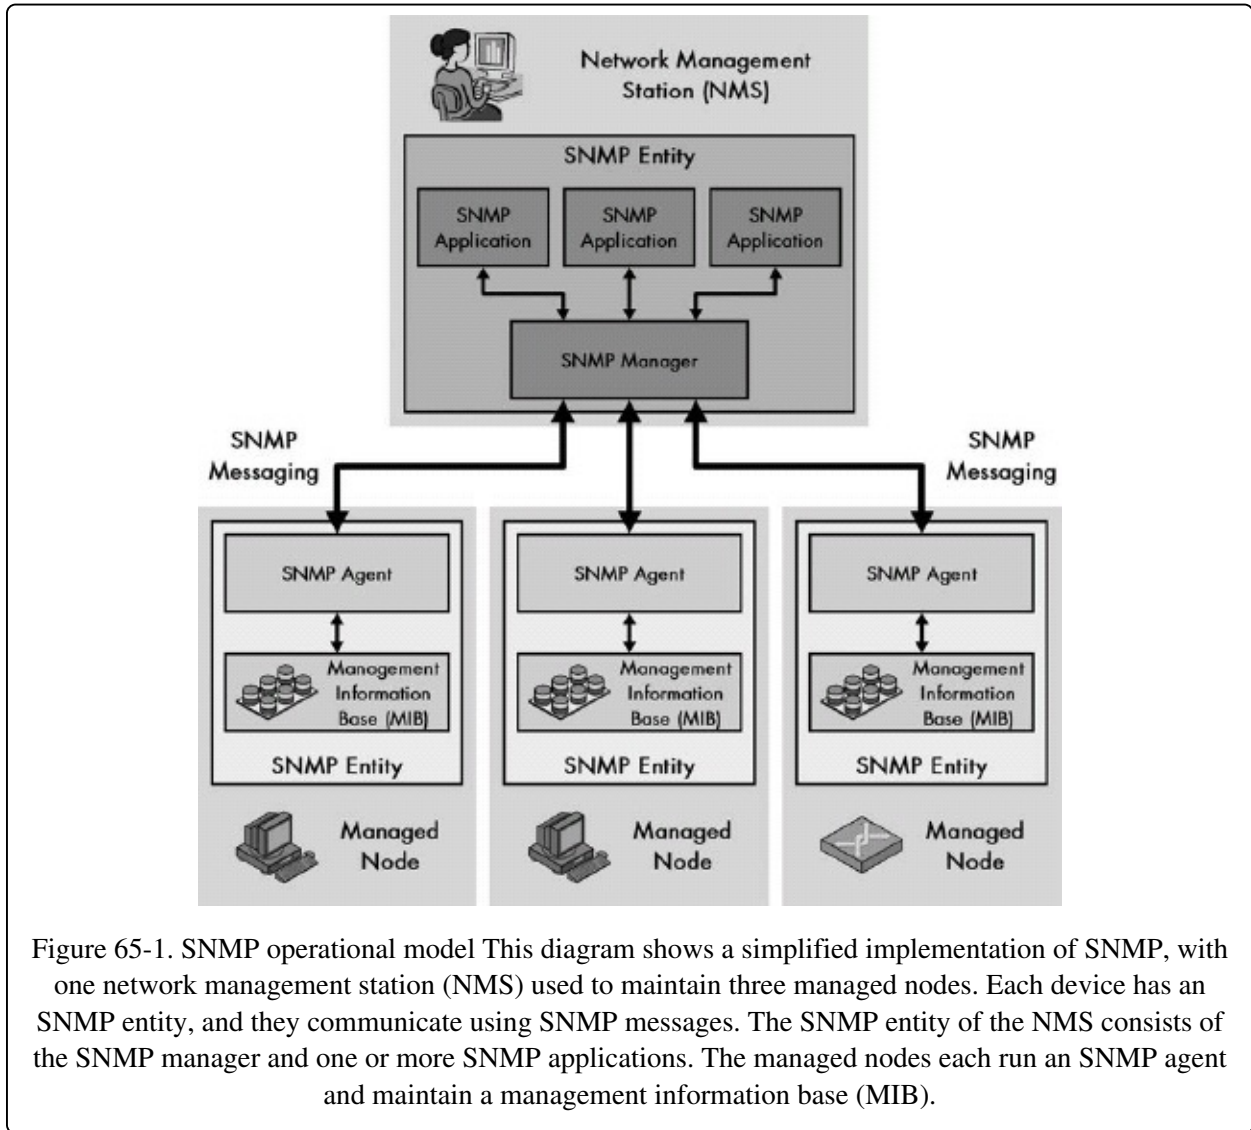 Network Management
Station (NMS)
SNMP Entity
SNMP
Application
SNMP
Application
SNMP
Application
SNMP Manager
SNMP
Messaging
SNMP
Messaging
SNMP Agent
Management
Information
Base (MIB)
SNMP Entity
Managed
Node
SNMP Agent
Management
Information
Base (MIB)
SNMP Entity
Managed
Node
SNMP Agent
Management
Information
Base (MIB)
SNMP Entity
Managed
Node
Figure 65-1. SNMP operational model This diagram shows a simplified implementation of SNMP, with
one network management station (NMS) used to maintain three managed nodes. Each device has an
SNMP entity, and they communicate using SNMP messages. The SNMP entity of the NMS consists of
the SNMP manager and one or more SNMP applications. The managed nodes each run an SNMP agent
and maintain a management information base (MIB).